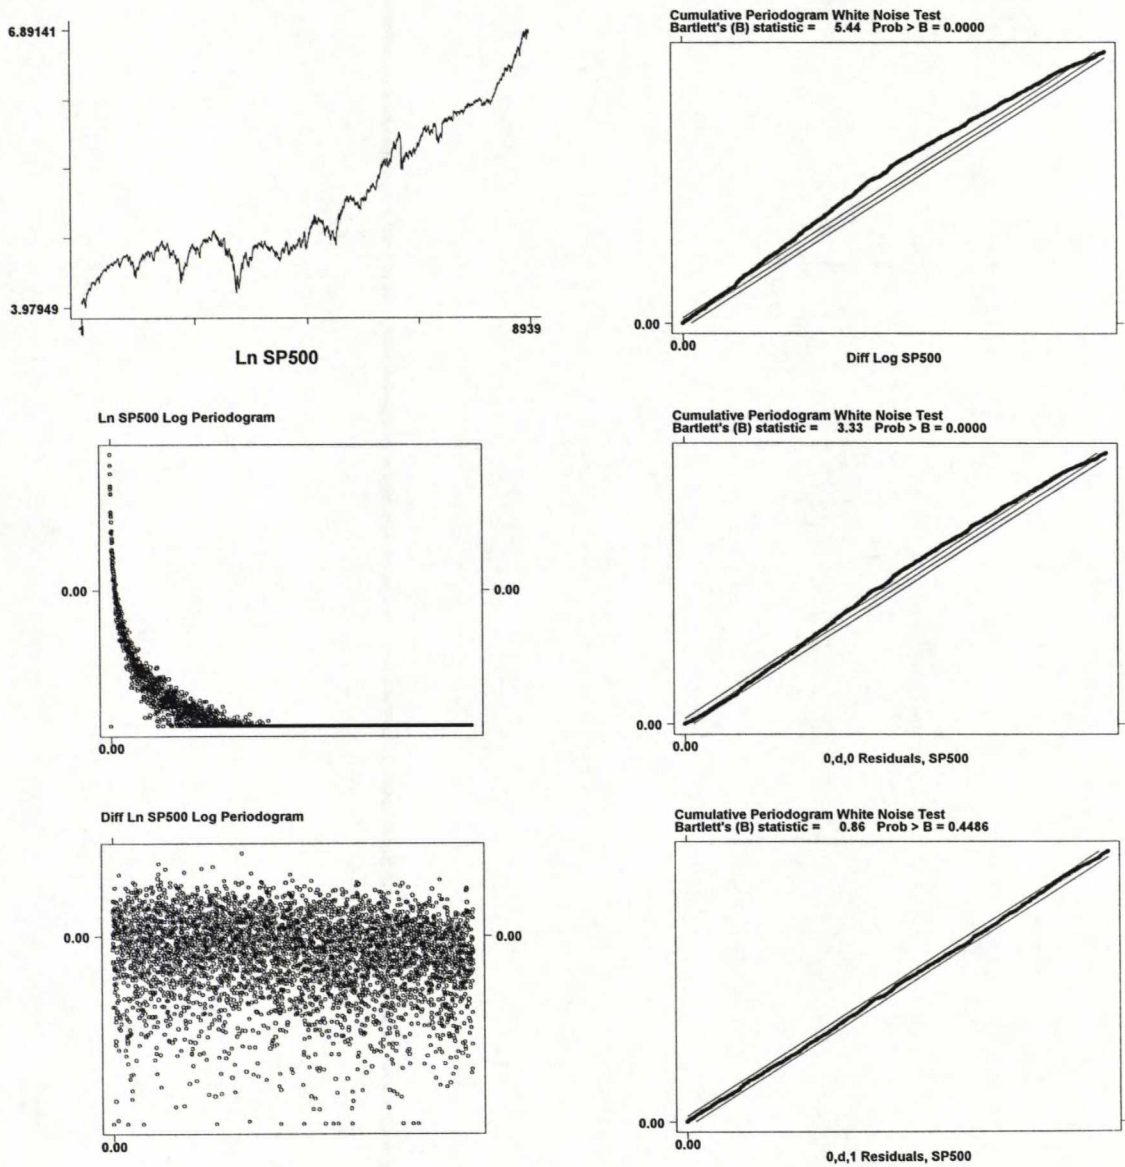 6.89141
3.97949
1
8939
Ln SP500
Cumulative Periodogram White Noise Test
Bartlett's (B) statistic = 5.44 Prob > B = 0.0000
0.00
0.00
Diff Log SP500
Ln SP500 Log Periodogram
0.00
0.00
0.00
Cumulative Periodogram White Noise Test
Bartlett's (B) statistic = 3.33 Prob > B = 0.0000
0.00
0.00
0,d,0 Residuals, SP500
Diff Ln SP500 Log Periodogram
0.00
0.00
0.00
Cumulative Periodogram White Noise Test
Bartlett's (B) statistic = 0.86 Prob > B = 0.4486
0.00
0.00
0,d,1 Residuals, SP500